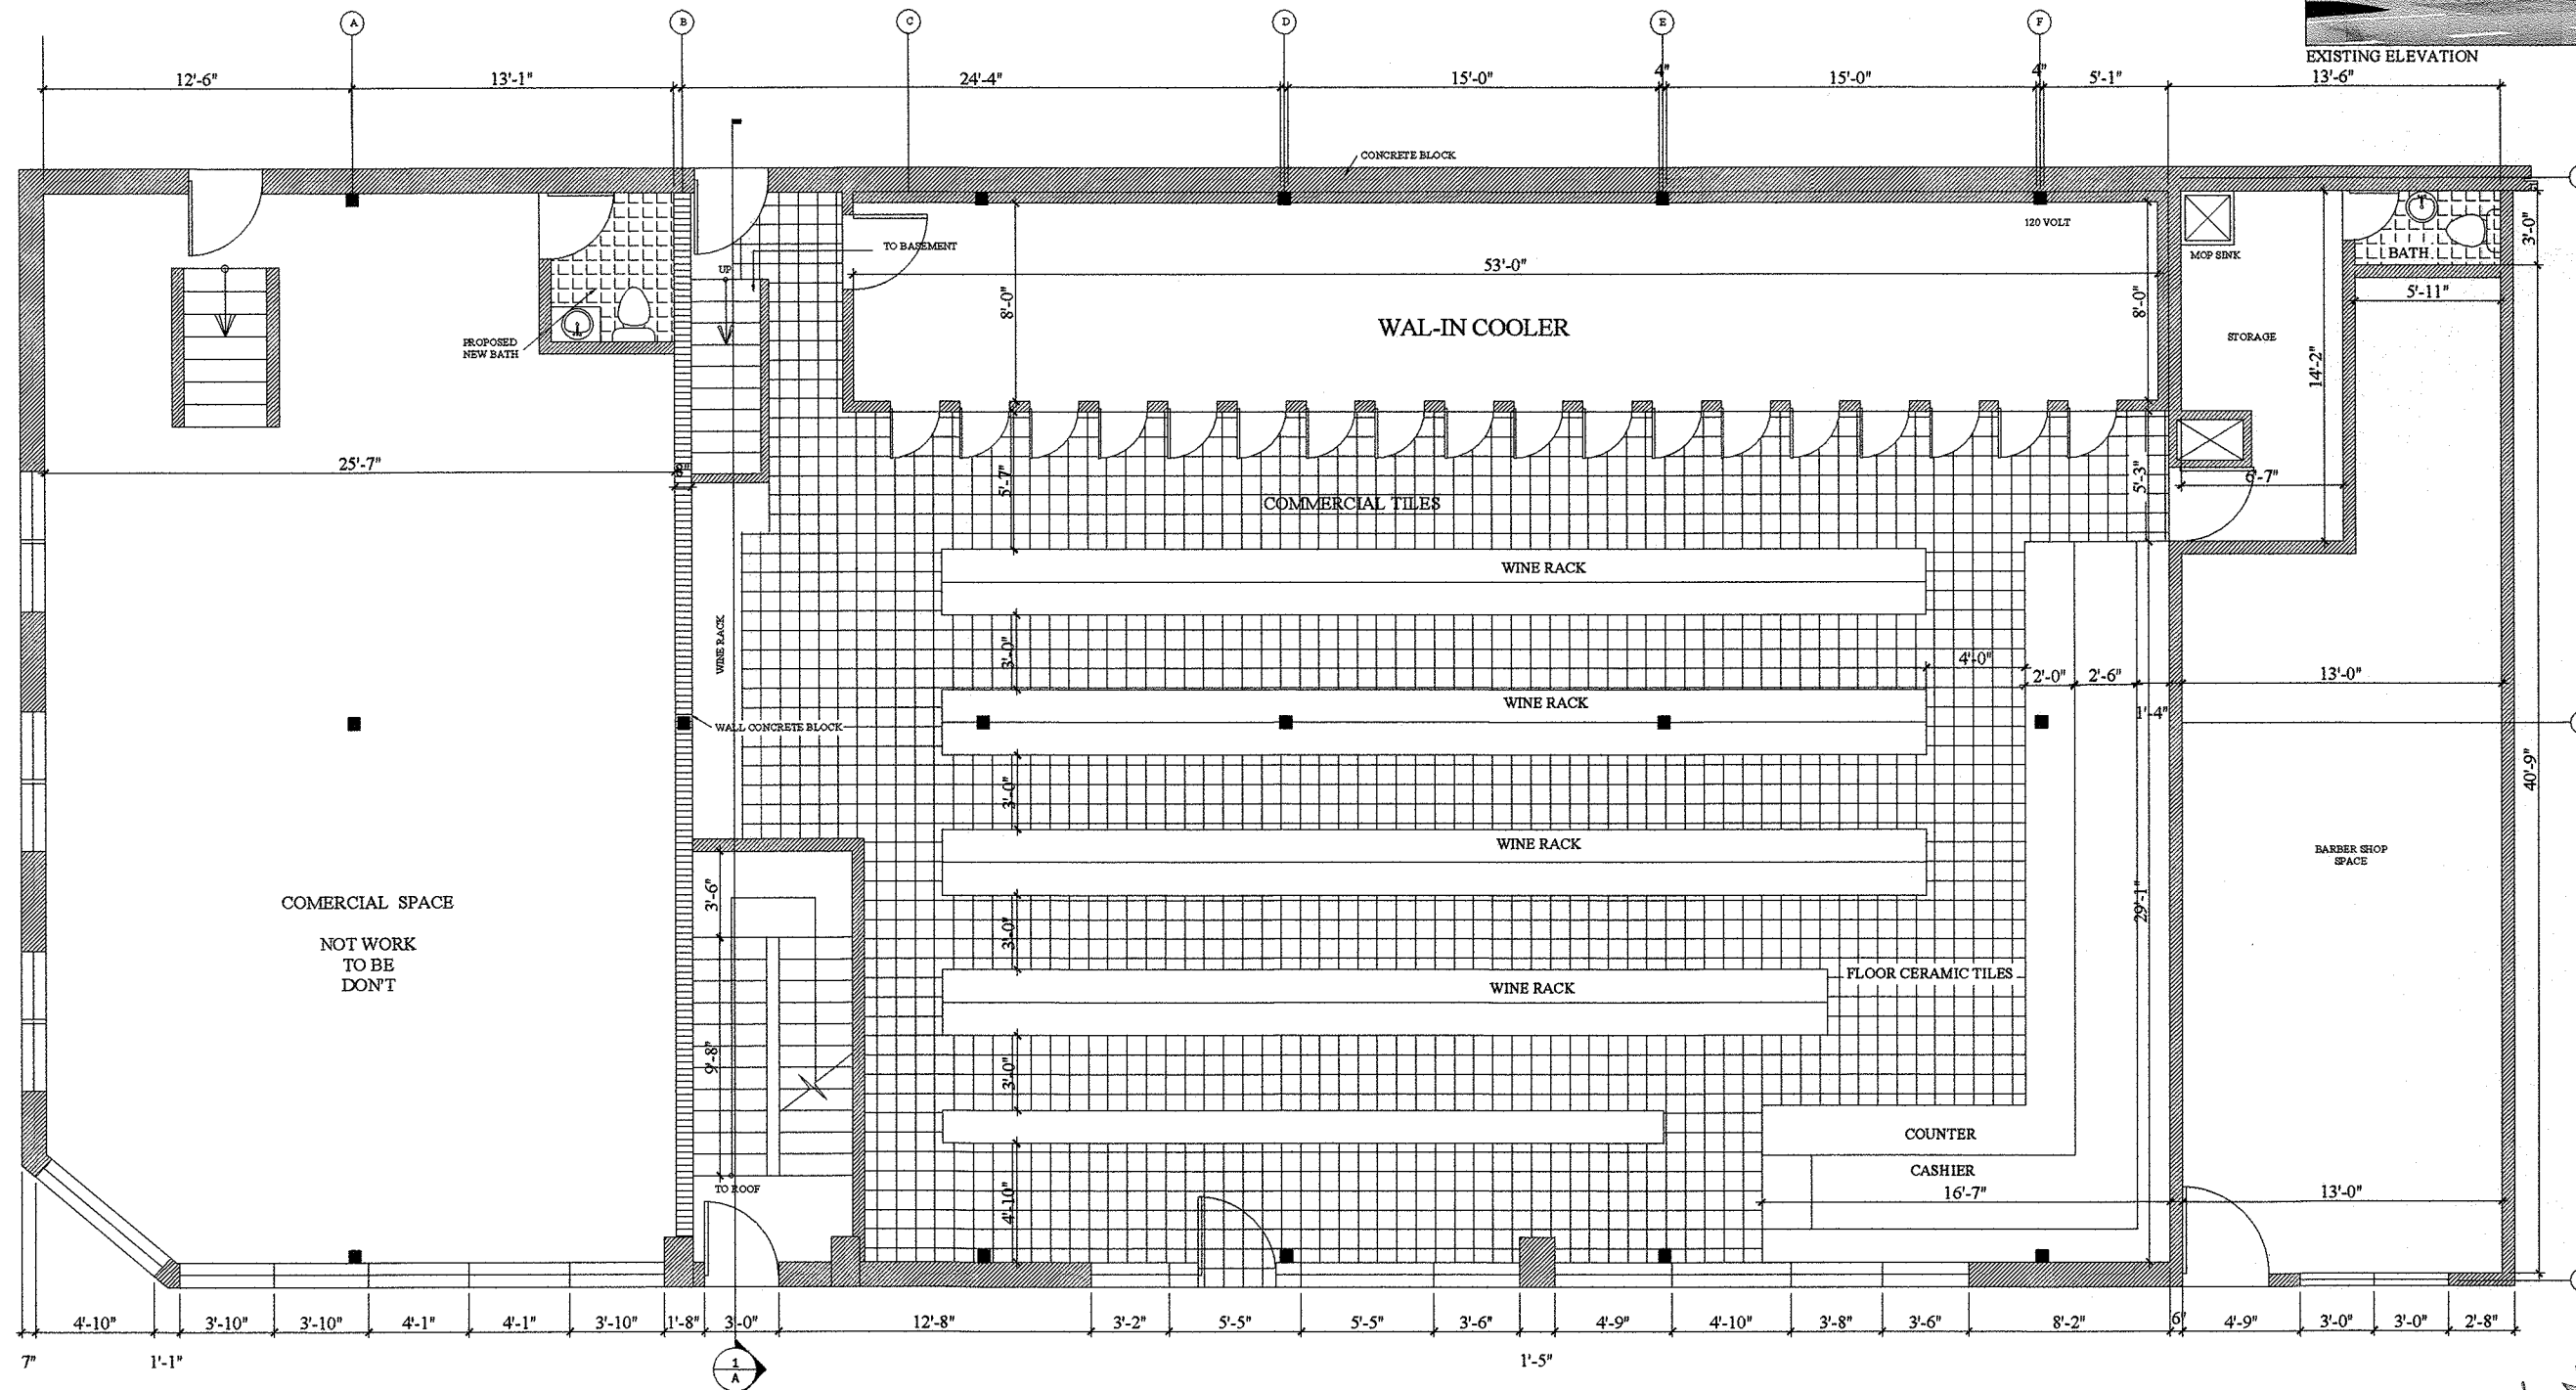 A
B
C
D
E
F
EXISTING ELEVATION
12'-6"
13'-1"
24'-4"
15'-0"
4"
15'-0"
4"
5'-1"
13'-6"
CONCRETE BLOCK
120 VOLT
TO BASEMENT
UP
53'-0"
8'-0"
8'-0"
WAL-IN COOLER
MOP SINK
BATH.
3'-0"
5'-11"
STORAGE
14'-2"
PROPOSED
NEW BATH
25'-7"
8"
5'-7"
5'-3"
6'-7"
COMMERCIAL TILES
WINE RACK
WINE RACK
3'-0"
4'-0"
2'-0"
2'-6"
13'-0"
WINE RACK
1'-4"
WALL CONCRETE BLOCK
40'-9"
3'-0"
WINE RACK
BARBER SHOP
SPACE
3'-6"
29'-1"
COMERCIAL SPACE
NOT WORK
TO BE
DON'T
3'-0"
FLOOR CERAMIC TILES
WINE RACK
9'-8"
3'-0"
COUNTER
CASHIER
TO ROOF
4'-10"
16'-7"
13'-0"
4'-10"
3'-10"
3'-10"
4'-1"
4'-1"
3'-10"
1'-8"
3'-0"
12'-8"
3'-2"
5'-5"
5'-5"
3'-6"
4'-9"
4'-10"
3'-8"
3'-6"
8'-2"
6"
4'-9"
3'-0"
3'-0"
2'-8"
7"
1'-1"
1
A
1'-5"